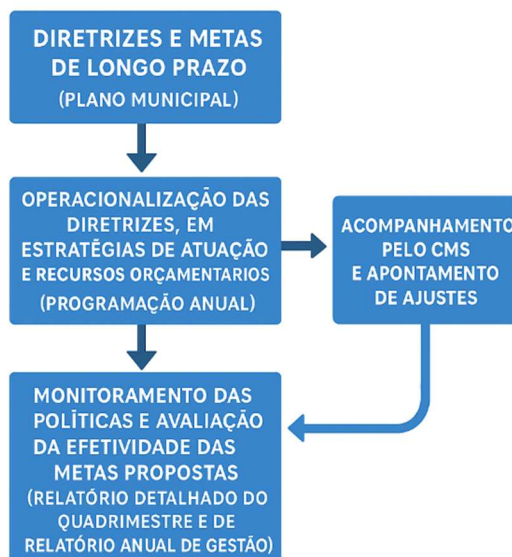 DIRETRIZES E METAS
DE LONGO PRAZO
(PLANO MUNICIPAL)
OPERACIONALIZAÇÃO DAS
DIRETRIZES, EM
ESTRATÉGIAS DE ATUAÇÃO
E RECURSOS ORÇAMENTARIOS
(PROGRAMAÇÃO ANUAL)
ACOMPANHAMENTO
PELO CMS
E APONTAMENTO
DE AJUSTES
MONITORAMENTO DAS
POLÍTICAS E AVALIAÇÃO
DA EFETIVIDADE DAS
METAS PROPOSTAS
(RELATÓRIO DETALHADO DO
QUADRIMESTRE E DE
RELATÓRIO ANUAL DE GESTÃO)